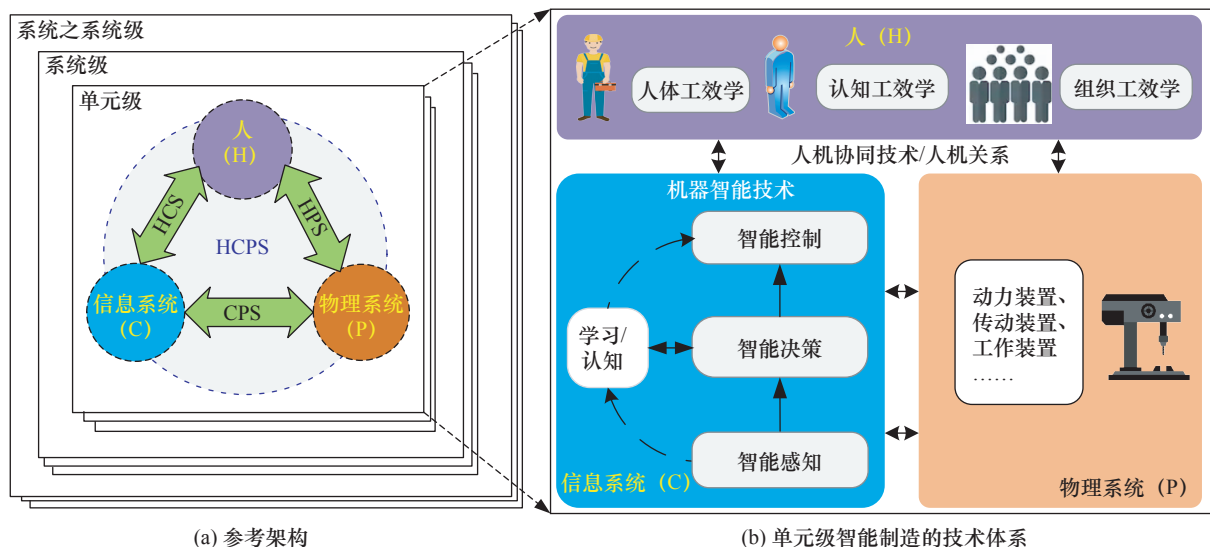 系统之系统级
系统级
单元级
人
(H)
HCS
HPS
HCPS
信息系统
(C)
CPS
物理系统
(P)
(a) 参考架构
人（H）
人体工效学
认知工效学
组织工效学
人机协同技术/人机关系
机器智能技术
智能控制
学习/
认知
智能决策
智能感知
信息系统（C）
动力装置、
传动装置、
工作装置
……
物理系统（P）
(b) 单元级智能制造的技术体系